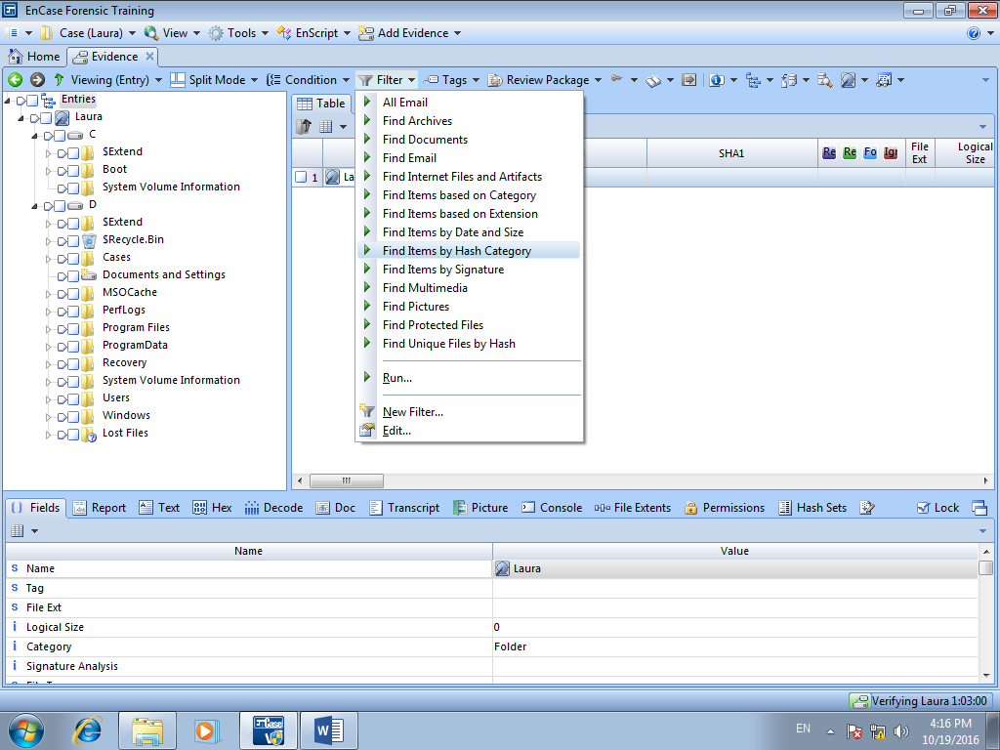 EnCase Forensic Training
Case (Laura) View Tools EnScript Add Evidence
Home Evidence
Viewing (Entry) Split Mode Condition Filter Tags Review Package
Entries
Laura
C
$Extend
Boot
System Volume Information
D
$Extend
$Recycle.Bin
Cases
Documents and Settings
MSOCache
PerfLogs
Program Files
ProgramData
Recovery
System Volume Information
Users
Windows
Lost Files
Table
SHA1
Re Re Fo Igr
File Ext
Logical Size
1 La
All Email
Find Archives
Find Documents
Find Email
Find Internet Files and Artifacts
Find Items based on Category
Find Items based on Extension
Find Items by Date and Size
Find Items by Hash Category
Find Items by Signature
Find Multimedia
Find Pictures
Find Protected Files
Find Unique Files by Hash
Run...
New Filter...
Edit...
Fields Report Text Hex Decode Doc Transcript Picture Console File Extents Permissions Hash Sets Lock
Name Value
S Name Laura
S Tag
S File Ext
i Logical Size 0
i Category Folder
i Signature Analysis
Verifying Laura 1:03:00
EN
4:16 PM
10/19/2016